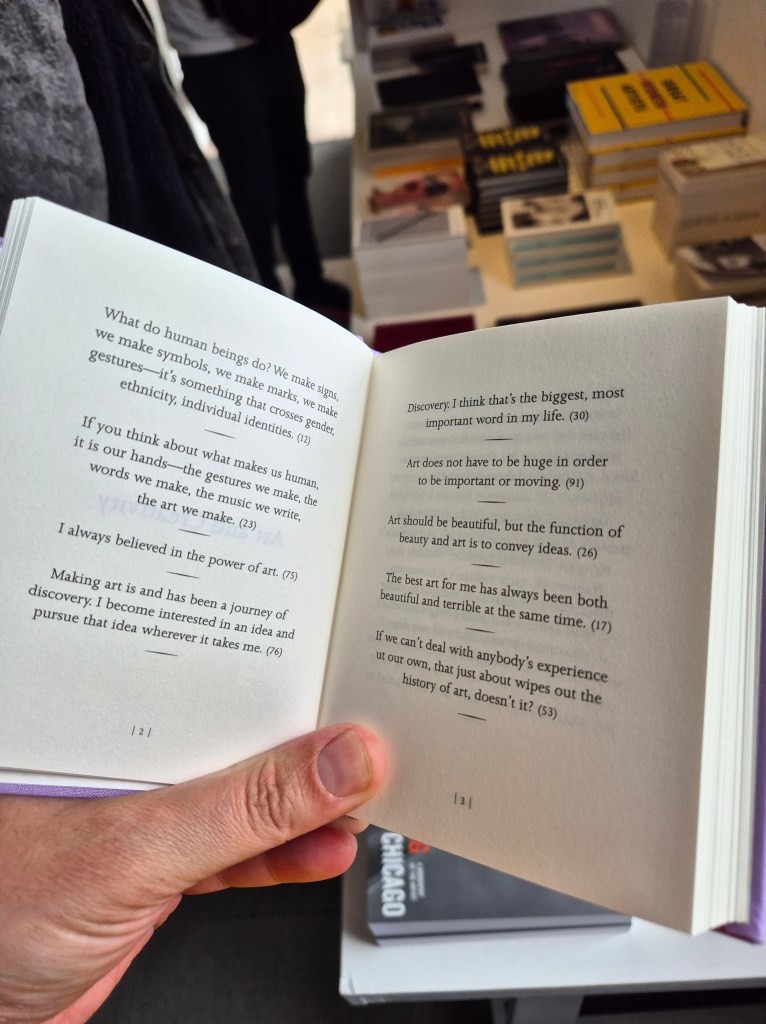 What do human beings do? We make signs,
we make symbols, we make marks, we make
gestures—it's something that crosses gender,
ethnicity, individual identities. (12)
If you think about what makes us human,
it is our hands—the gestures we make, the
words we make, the music we write,
the art we make. (23)
I always believed in the power of art. (75)
Making art is and has been a journey of
discovery. I become interested in an idea and
pursue that idea wherever it takes me. (76)
| 2 |
Discovery. I think that's the biggest, most
important word in my life. (30)
Art does not have to be huge in order
to be important or moving. (91)
Art should be beautiful, but the function of
beauty and art is to convey ideas. (26)
The best art for me has always been both
beautiful and terrible at the same time. (17)
If we can't deal with anybody's experience
ut our own, that just about wipes out the
history of art, doesn't it? (53)
| 3 |
Art and Creativity
CHICAGO